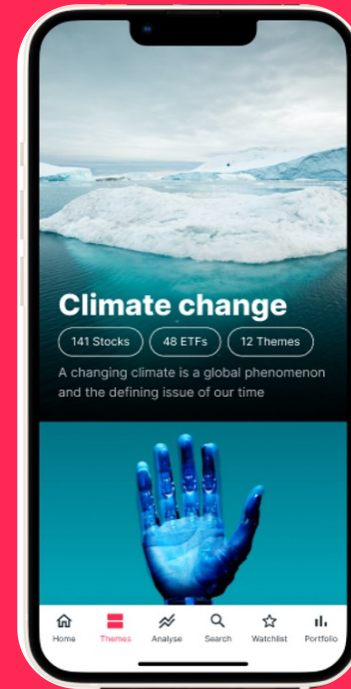 Climate change
141 Stocks
48 ETFs
12 Themes
A changing climate is a global phenomenon
and the defining issue of our time
Home
Themes
Analyse
Search
Watchlist
Portfolio